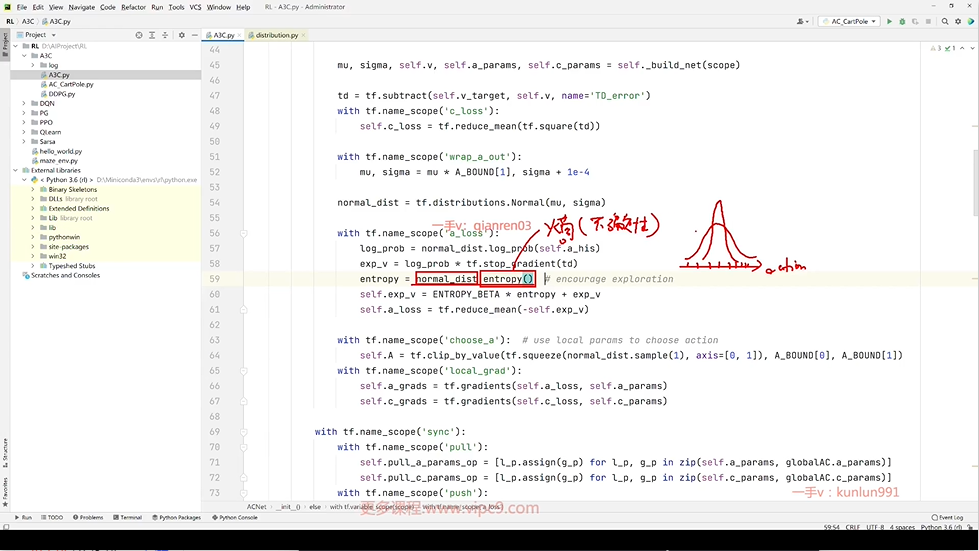 File Edit View Navigate Code Refactor Run Tools VCS Window Help RL - A3C.py - Administrator
RL A3C A3C.py AC_CartPole
Project A3C.py distribution.py
RL D:\AIProject\RL
A3C
log
A3C.py
AC_CartPole.py
DDPG.py
DQN
PG
PPO
QLearn
Sarsa
hello_world.py
maze_env.py
External Libraries
< Python 3.6 (rl) > D:\Miniconda3\envs\rl\python.exe
Binary Skeletons
DLLs library root
Extended Definitions
Lib library root
lib
pythonwin
site-packages
win32
Typeshed Stubs
Scratches and Consoles
44
45 mu, sigma, self.v, self.a_params, self.c_params = self._build_net(scope)
46
47 td = tf.subtract(self.v_target, self.v, name='TD_error')
48 with tf.name_scope('c_loss'):
49 self.c_loss = tf.reduce_mean(tf.square(td))
50
51 with tf.name_scope('wrap_a_out'):
52 mu, sigma = mu * A_BOUND[1], sigma + 1e-4
53
54 normal_dist = tf.distributions.Normal(mu, sigma)
55
一手v: qianren03
熵(不确定性)
action
56 with tf.name_scope('a_loss'):
57 log_prob = normal_dist.log_prob(self.a_his)
58 exp_v = log_prob * tf.stop_gradient(td)
59 entropy = normal_dist.entropy() # encourage exploration
60 self.exp_v = ENTROPY_BETA * entropy + exp_v
61 self.a_loss = tf.reduce_mean(-self.exp_v)
62
63 with tf.name_scope('choose_a'): # use local params to choose action
64 self.A = tf.clip_by_value(tf.squeeze(normal_dist.sample(1), axis=[0, 1]), A_BOUND[0], A_BOUND[1])
65 with tf.name_scope('local_grad'):
66 self.a_grads = tf.gradients(self.a_loss, self.a_params)
67 self.c_grads = tf.gradients(self.c_loss, self.c_params)
68
69 with tf.name_scope('sync'):
70 with tf.name_scope('pull'):
71 self.pull_a_params_op = [l_p.assign(g_p) for l_p, g_p in zip(self.a_params, globalAC.a_params)]
72 self.pull_c_params_op = [l_p.assign(g_p) for l_p, g_p in zip(self.c_params, globalAC.c_params)]
73 with tf.name_scope('push'):
一手v：kunlun991
ACNet __init__() else with tf.variable_scope(scope) with tf.name_scope('a_loss')
更多课程:www.vipc9.com
Run TODO Problems Terminal Python Packages Python Console Event Log
59:54 CRLF UTF-8 4 spaces Python 3.6 (rl)
Structure
Favorites
Project